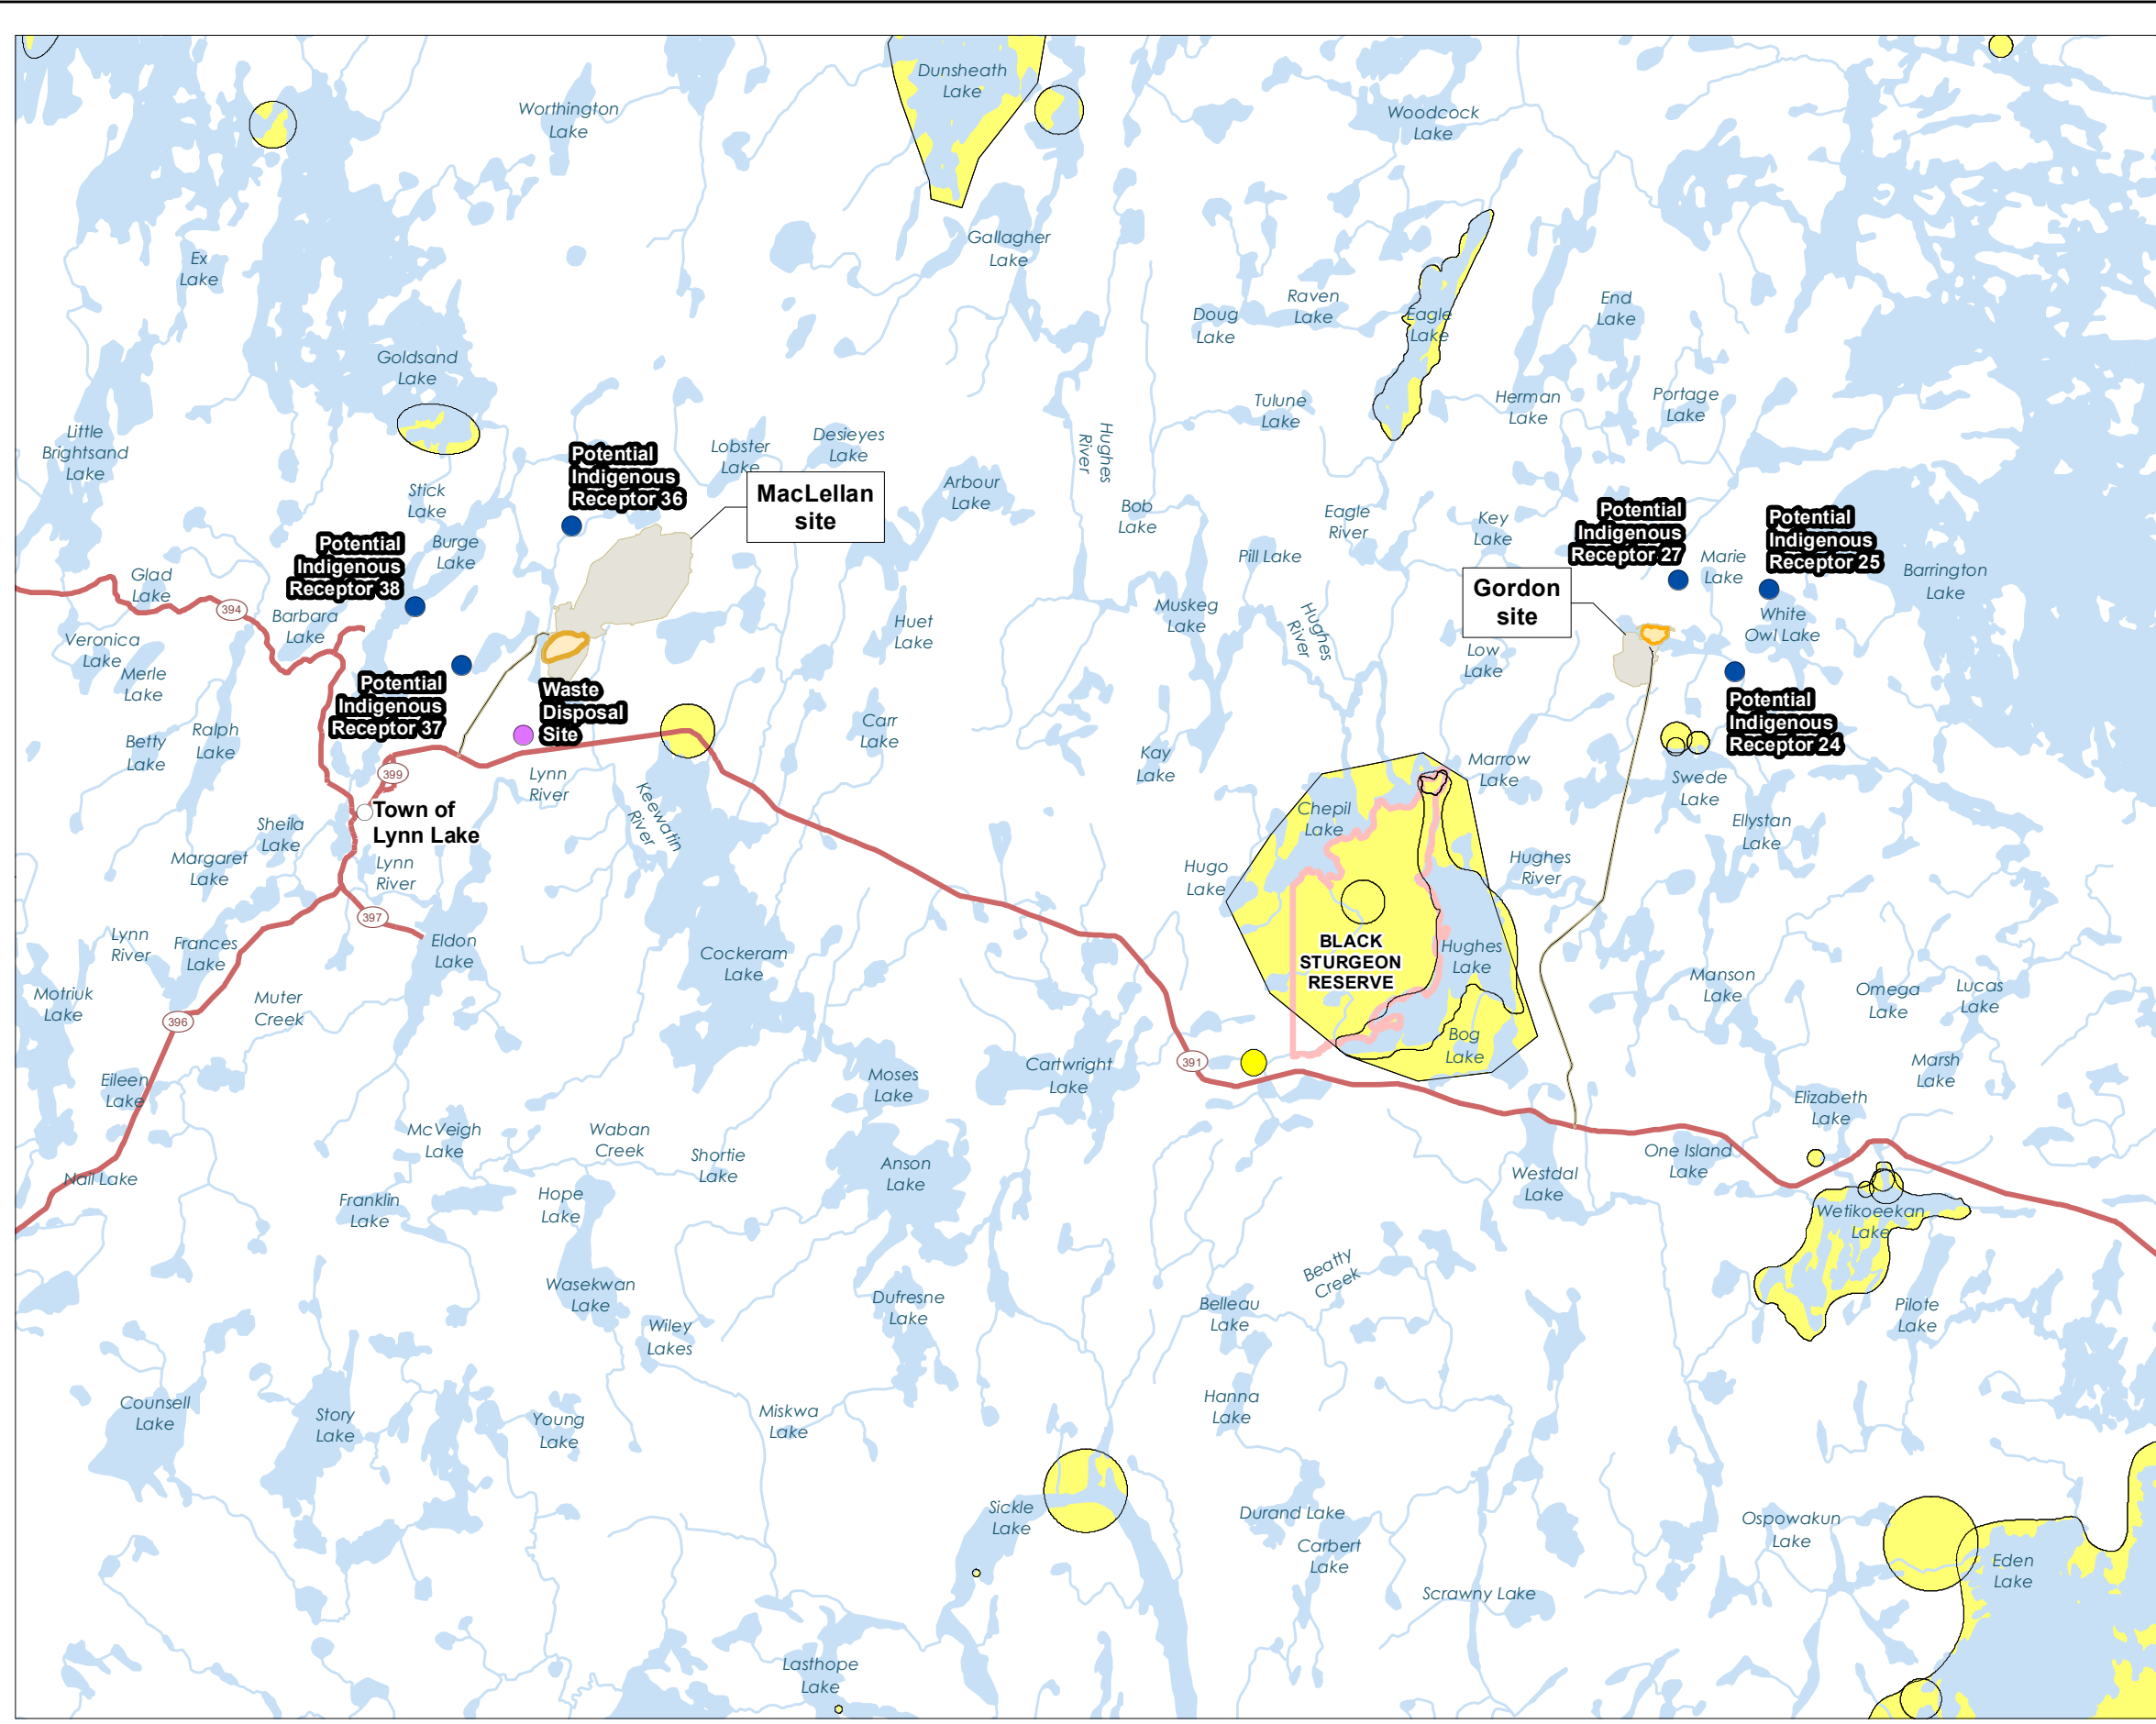 Dunsheath
Lake
Worthington
Lake
Woodcock
Lake
Gallagher
Lake
Ex
Lake
Raven
Lake
Doug
Lake
Eagle
Lake
End
Lake
Goldsand
Lake
Tulune
Lake
Herman
Lake
Portage
Lake
Little
Brightsand
Lake
Potential
Indigenous
Receptor 36
Lobster
Lake
Desieyes
Lake
Hughes
River
MacLellan
site
Arbour
Lake
Stick
Lake
Bob
Lake
Eagle
River
Key
Lake
Potential
Indigenous
Receptor 27
Potential
Indigenous
Receptor 25
Potential
Indigenous
Receptor 38
Burge
Lake
Pill Lake
Marie
Lake
Barrington
Lake
Glad
Lake
394
Barbara
Lake
Gordon
site
Muskeg
Lake
Hughes
River
Huet
Lake
White
Owl Lake
Veronica
Lake
Merle
Lake
Low
Lake
Potential
Indigenous
Receptor 37
Waste
Disposal
Site
Potential
Indigenous
Receptor 24
Ralph
Lake
Betty
Lake
Carr
Lake
Kay
Lake
Marrow
Lake
399
Lynn
River
Keewatin
River
Swede
Lake
Town of
Lynn Lake
Chepil
Lake
Ellystan
Lake
Sheila
Lake
Margaret
Lake
Lynn
River
Hugo
Lake
Hughes
River
397
Lynn
River
Frances
Lake
Eldon
Lake
Cockeram
Lake
BLACK
STURGEON
RESERVE
Hughes
Lake
Motriuk
Lake
Muter
Creek
396
Manson
Lake
Omega
Lake
Lucas
Lake
Bog
Lake
391
Cartwright
Lake
Eileen
Lake
Moses
Lake
Marsh
Lake
Elizabeth
Lake
McVeigh
Lake
Waban
Creek
Shortie
Lake
Anson
Lake
One Island
Lake
Westdal
Lake
Nail Lake
Franklin
Lake
Hope
Lake
Wetikoeekan
Lake
Beatty
Creek
Wasekwan
Lake
Dufresne
Lake
Belleau
Lake
Pilote
Lake
Wiley
Lakes
Counsell
Lake
Story
Lake
Young
Lake
Miskwa
Lake
Hanna
Lake
Sickle
Lake
Durand Lake
Carbert
Lake
Ospowakun
Lake
Eden
Lake
Scrawny Lake
Lasthope
Lake